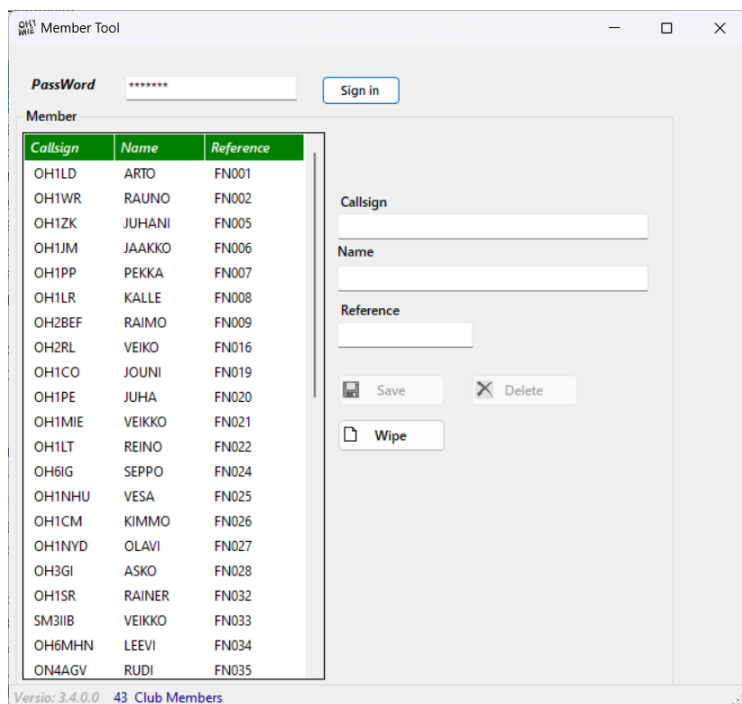 OH1 MIE Member Tool
PassWord ******* Sign in
Member
Callsign Name Reference
OH1LD ARTO FN001
OH1WR RAUNO FN002
OH1ZK JUHANI FN005
OH1JM JAAKKO FN006
OH1PP PEKKA FN007
OH1LR KALLE FN008
OH2BEF RAIMO FN009
OH2RL VEIKO FN016
OH1CO JOUNI FN019
OH1PE JUHA FN020
OH1MIE VEIKKO FN021
OH1LT REINO FN022
OH6IG SEPPO FN024
OH1NHU VESA FN025
OH1CM KIMMO FN026
OH1NYD OLAVI FN027
OH3GI ASKO FN028
OH1SR RAINER FN032
SM3IIB VEIKKO FN033
OH6MHN LEEVI FN034
ON4AGV RUDI FN035
Callsign
Name
Reference
Save Delete
Wipe
Versio: 3.4.0.0 43 Club Members